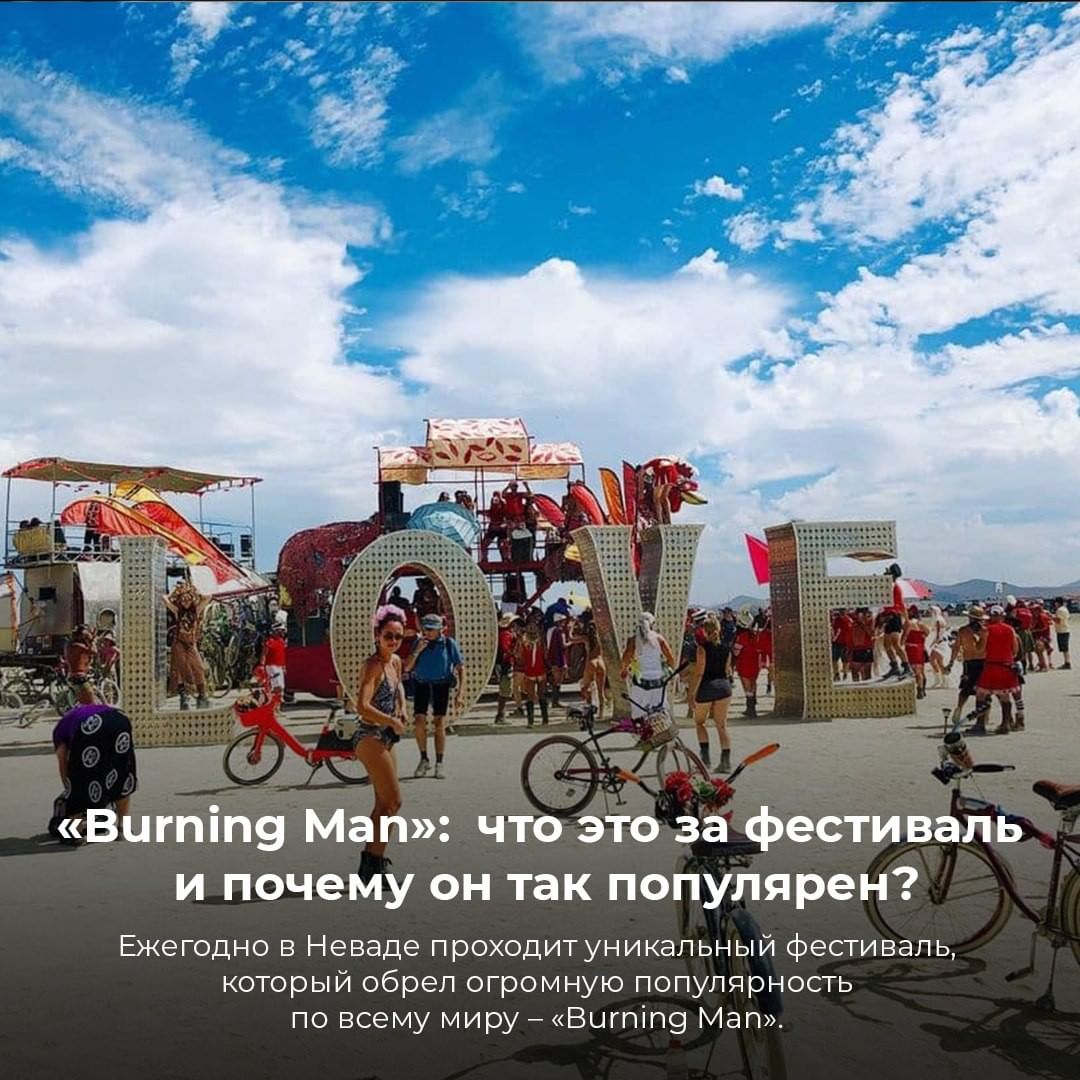 LOVE
«Burning Man»: что это за фестиваль
и почему он так популярен?
Ежегодно в Неваде проходит уникальный фестиваль,
который обрел огромную популярность
по всему миру – «Burning Man».